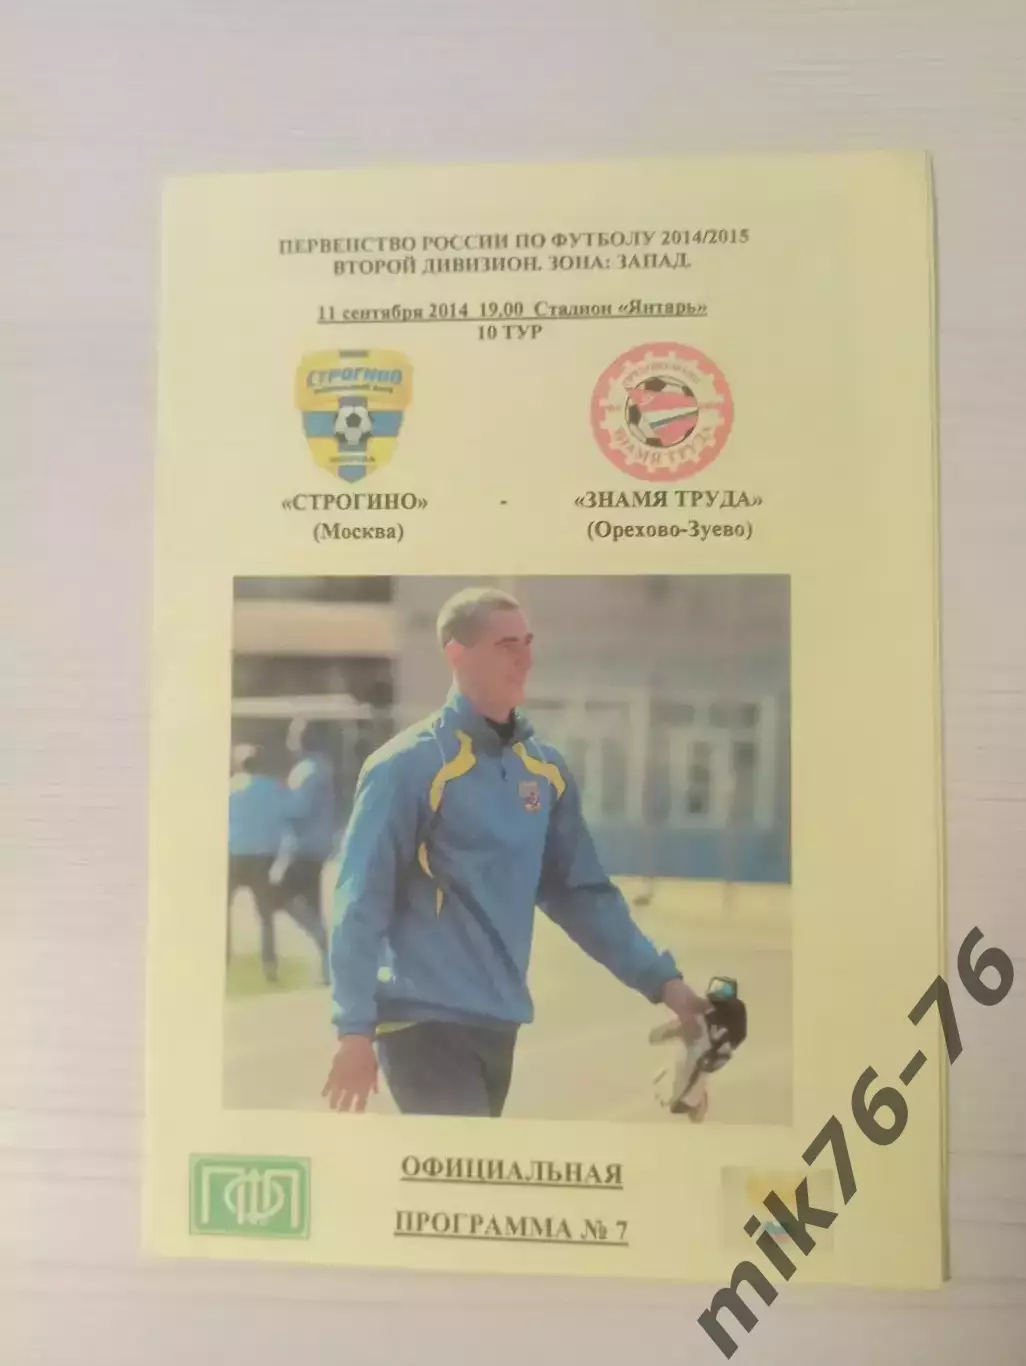 ПЕРВЕНСТВО РОССИИ ПО ФУТБОЛУ 2014/2015
ВТОРОЙ ДИВИЗИОН. ЗОНА: ЗАПАД.
11 сентября 2014 19,00 Стадион «Янтарь»
10 ТУР
СТРОГИНО
ЗНАМЯ ТРУДА
«СТРОГИНО» - «ЗНАМЯ ТРУДА»
(Москва) (Орехово-Зуево)
ОФИЦИАЛЬНАЯ
ПРОГРАММА № 7
ПФЛ
mik76-76